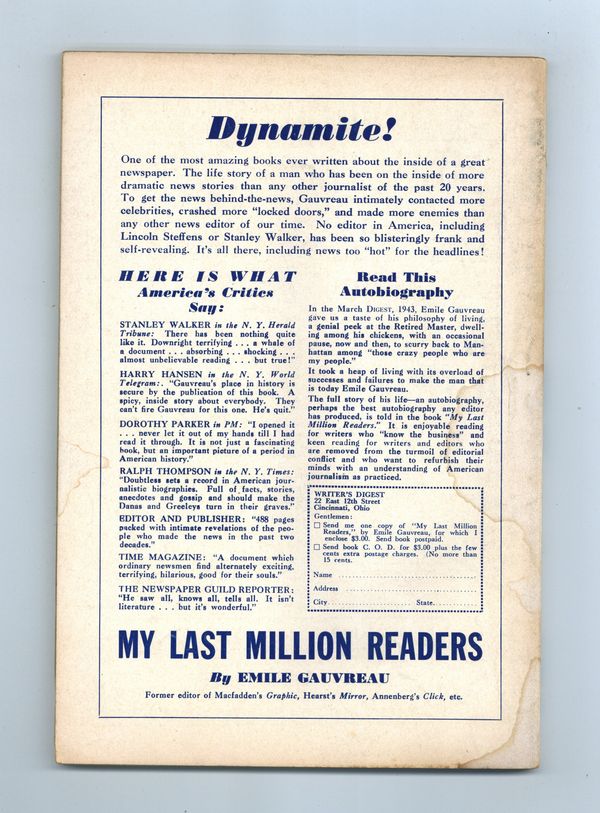 Dynamite!
One of the most amazing books ever written about the inside of a great
newspaper. The life story of a man who has been on the inside of more
dramatic news stories than any other journalist of the past 20 years.
To get the news behind-the-news, Gauvreau intimately contacted more
celebrities, crashed more "locked doors," and made more enemies than
any other news editor of our time. No editor in America, including
Lincoln Steffens or Stanley Walker, has been so blisteringly frank and
self-revealing. It's all there, including news too "hot" for the headlines!
HERE IS WHAT
America's Critics
Say:
STANLEY WALKER in the N. Y. Herald
Tribune: There has been nothing quite
like it. Downright terrifying . . . a whale of
a document . . . absorbing . . . shocking . . .
almost unbelievable reading . . . but true!"
HARRY HANSEN in the N. Y. World
Telegram:. "Gauvreau's place in history is
secure by the publication of this book. A
spicy, inside story about everybody. They
can't fire Gauvreau for this one. He's quit."
DOROTHY PARKER in PM: "I opened it
. . . never let it out of my hands till I had
read it through. It is not just a fascinating
book, but an important picture of a period in
American history."
RALPH THOMPSON in the N. Y. Times:
"Doubtless sets a record in American jour-
nalistic biographies. Full of facts, stories,
anecdotes and gossip and should make the
Danas and Greeleys turn in their graves."
EDITOR AND PUBLISHER: "488 pages
packed with intimate revelations of the peo-
ple who made the news in the past two
decades."
TIME MAGAZINE: "A document which
ordinary newsmen find alternately exciting,
terrifying, hilarious, good for their souls."
THE NEWSPAPER GUILD REPORTER:
"He saw all, knows all, tells all. It isn't
literature . . . but it's wonderful."
Read This
Autobiography
In the March DIGEST, 1943, Emile Gauvreau
gave us a taste of his philosophy of living,
a genial peek at the Retired Master, dwell-
ing among his chickens, with an occasional
pause, now and then, to scurry back to Man-
hattan among "those crazy people who are
my people."
It took a heap of living with its overload of
successes and failures to make the man that
is today Emile Gauvreau.
The full story of his life—an autobiography,
perhaps the best autobiography any editor
has produced, is told in the book "My Last
Million Readers." It is enjoyable reading
for writers who "know the business" and
keen reading for writers and editors who
are removed from the turmoil of editorial
conflict and who want to refurbish their
minds with an understanding of American
journalism as practiced.
WRITER'S DIGEST
22 East 12th Street
Cincinnati, Ohio
Gentlemen:
☐ Send me one copy of "My Last Million
Readers," by Emile Gauvreau, for which I
enclose $3.00. Send book postpaid.
☐ Send book C. O. D. for $3.00 plus the few
cents extra postage charges. (No more than
15 cents.
Name
Address
City State
MY LAST MILLION READERS
By EMILE GAUVREAU
Former editor of Macfadden's Graphic, Hearst's Mirror, Annenberg's Click, etc.